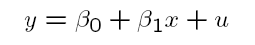 y = β₀ + β₁x + u